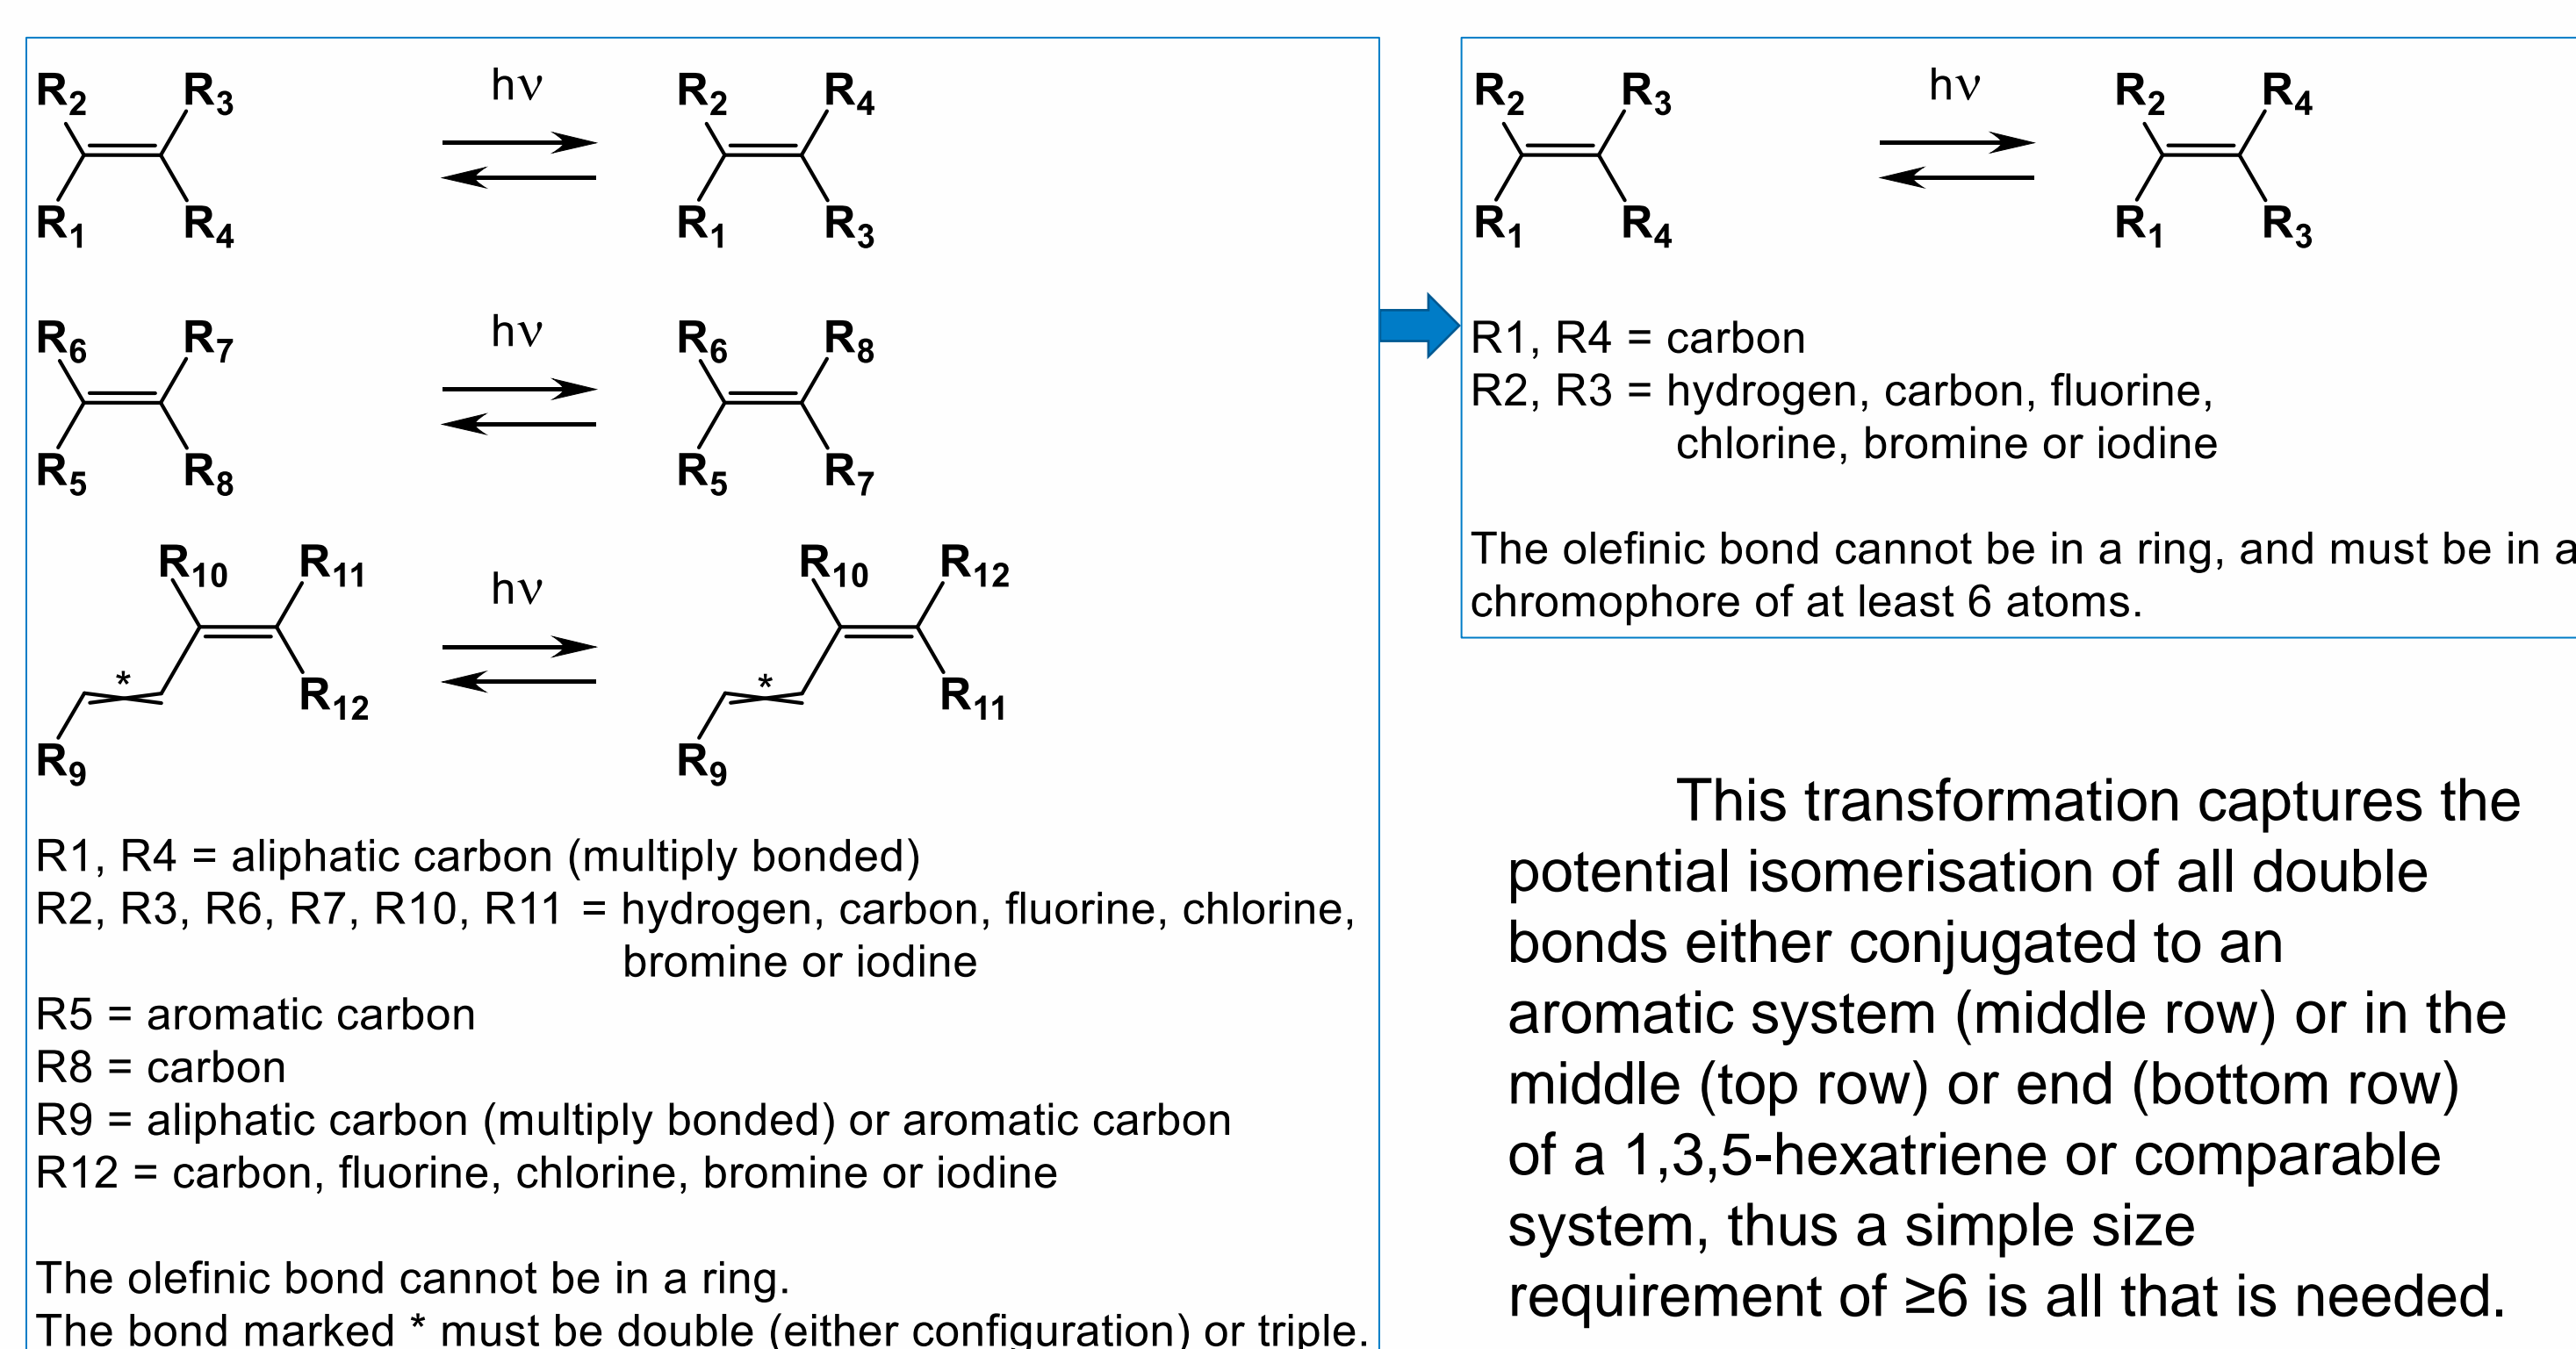 R2 R3 hν R2 R4
R1 R4 R1 R3
R6 R7 hν R6 R8
R5 R8 R5 R7
R10 R11 hν R10 R12
* R12 * R11
R9 R9
R1, R4 = aliphatic carbon (multiply bonded)
R2, R3, R6, R7, R10, R11 = hydrogen, carbon, fluorine, chlorine,
bromine or iodine
R5 = aromatic carbon
R8 = carbon
R9 = aliphatic carbon (multiply bonded) or aromatic carbon
R12 = carbon, fluorine, chlorine, bromine or iodine
The olefinic bond cannot be in a ring.
The bond marked * must be double (either configuration) or triple.
R2 R3 hν R2 R4
R1 R4 R1 R3
R1, R4 = carbon
R2, R3 = hydrogen, carbon, fluorine,
chlorine, bromine or iodine
The olefinic bond cannot be in a ring, and must be in a
chromophore of at least 6 atoms.
This transformation captures the
potential isomerisation of all double
bonds either conjugated to an
aromatic system (middle row) or in the
middle (top row) or end (bottom row)
of a 1,3,5-hexatriene or comparable
system, thus a simple size
requirement of ≥6 is all that is needed.